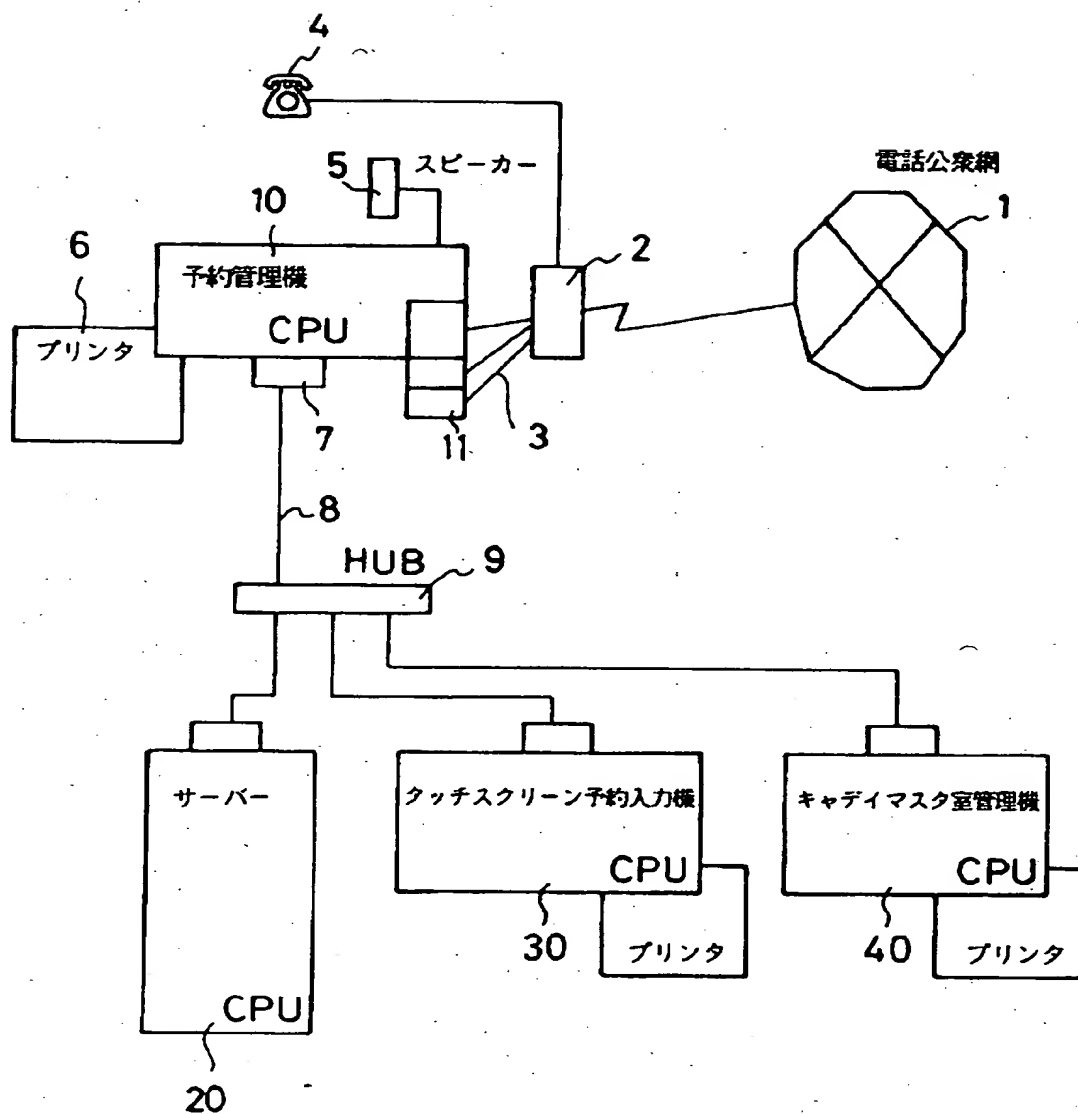 4
電話公衆網
5 スピーカー
1
10
2
6
予約管理機
CPU
プリンタ
7
11
3
8
HUB 9
サーバー
タッチスクリーン予約入力機
キャデイマスタ室管理機
CPU
CPU
30
プリンタ
40
プリンタ
CPU
20